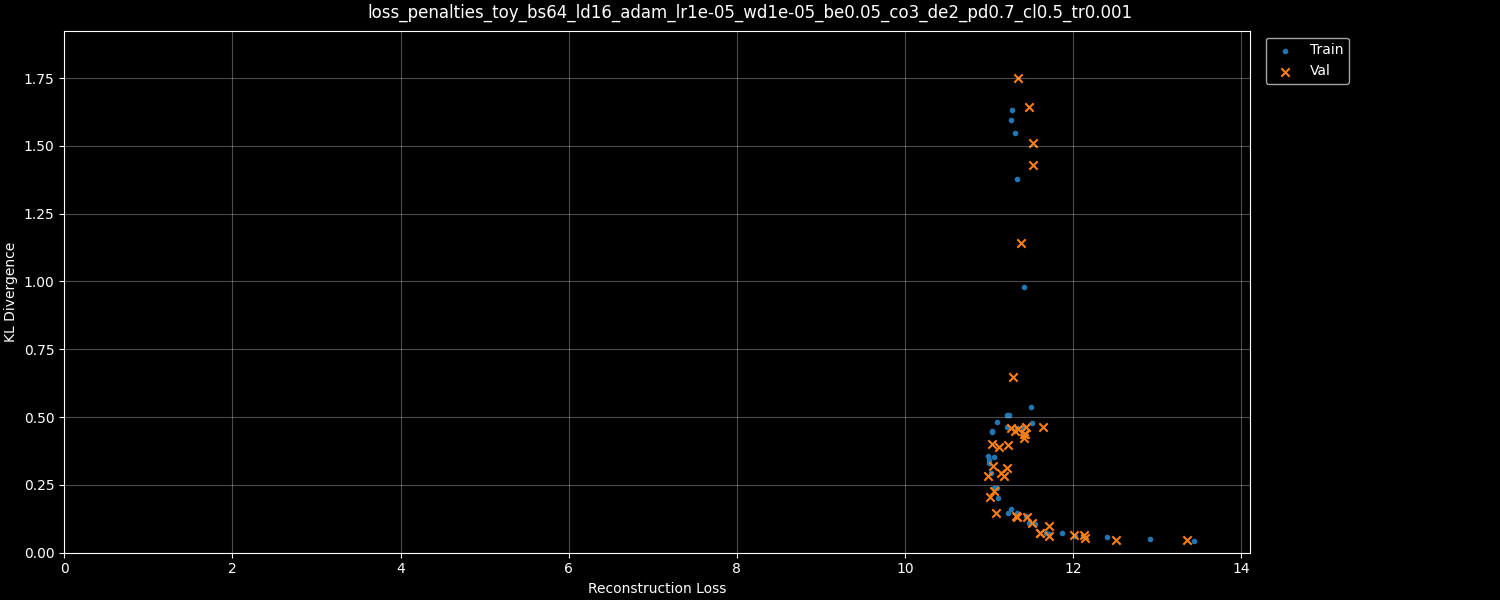 loss_penalties_toy_bs64_ld16_adam_lr1e-05_wd1e-05_be0.05_co3_de2_pd0.7_cl0.5_tr0.001
Train
Val
1.75
1.50
1.25
1.00
0.75
0.50
0.25
0.00
KL Divergence
0 2 4 6 8 10 12 14
Reconstruction Loss